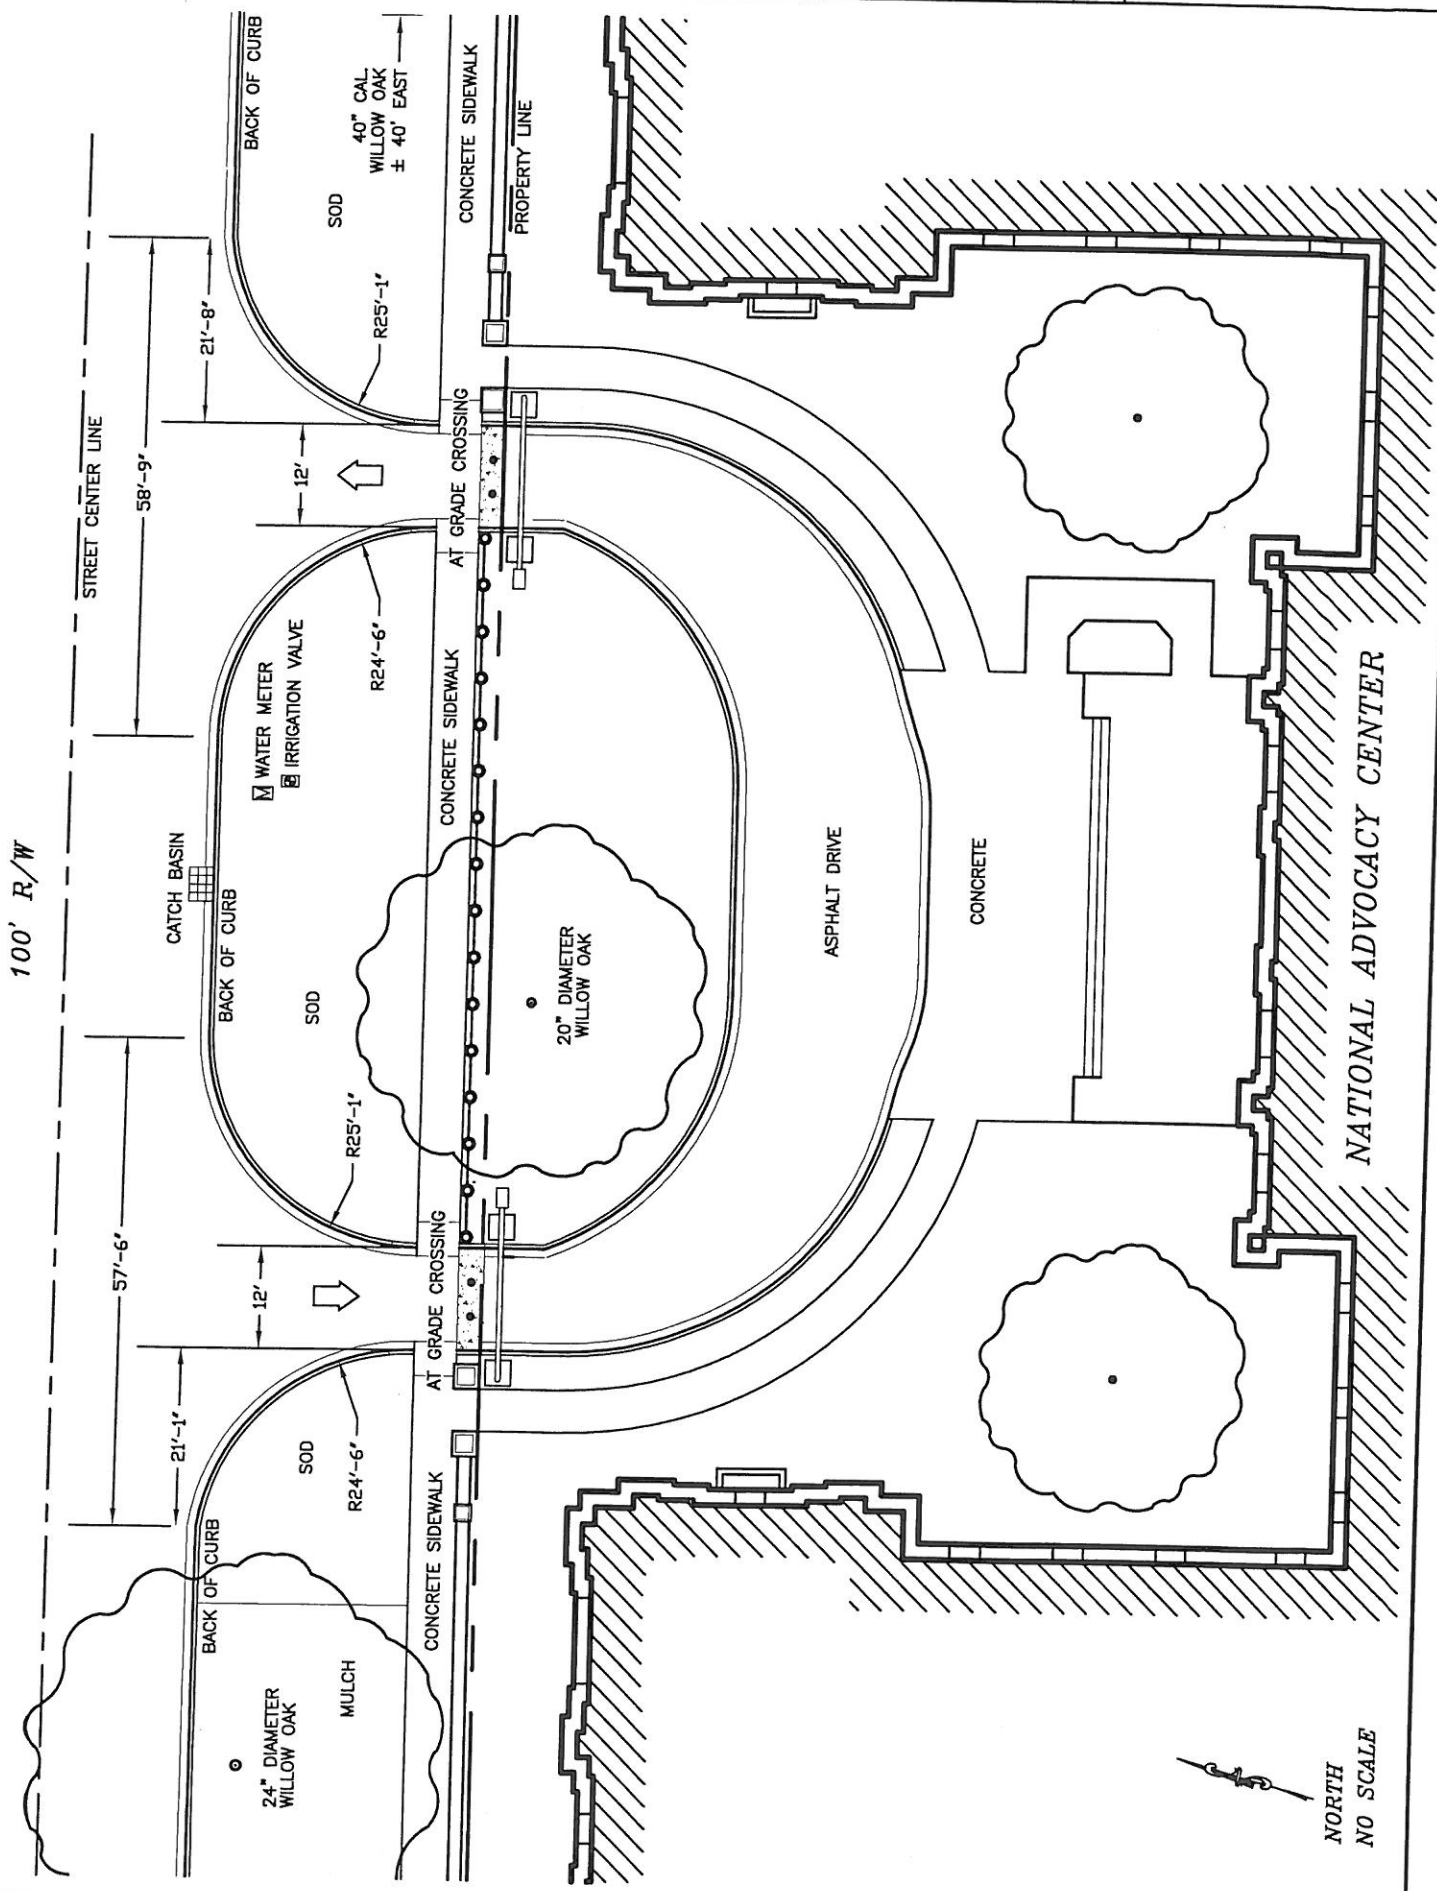 100' R/W
STREET CENTER LINE
57'-6"
58'-9"
21'-1"
12'
CATCH BASIN
12'
21'-8"
BACK OF CURB
BACK OF CURB
BACK OF CURB
24" DIAMETER
WILLOW OAK
MULCH
SOD
R24'-6"
R25'-1"
SOD
M WATER METER
IRRIGATION VALVE
R24'-6"
R25'-1"
SOD
40" CAL.
WILLOW OAK
± 40' EAST
CONCRETE SIDEWALK
AT GRADE CROSSING
CONCRETE SIDEWALK
AT GRADE CROSSING
CONCRETE SIDEWALK
PROPERTY LINE
20" DIAMETER
WILLOW OAK
ASPHALT DRIVE
CONCRETE
NATIONAL ADVOCACY CENTER
NORTH
NO SCALE